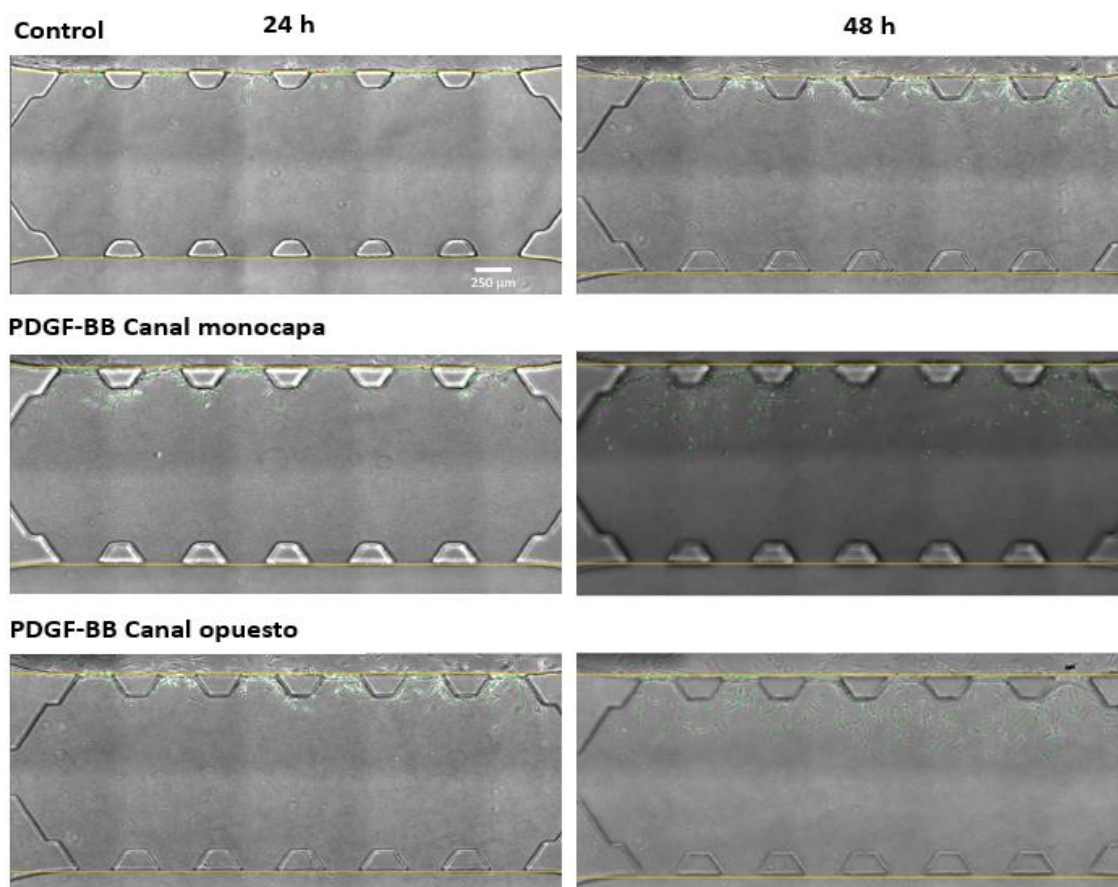 Control
24 h
48 h
250 µm
PDGF-BB Canal monocapa
PDGF-BB Canal opuesto